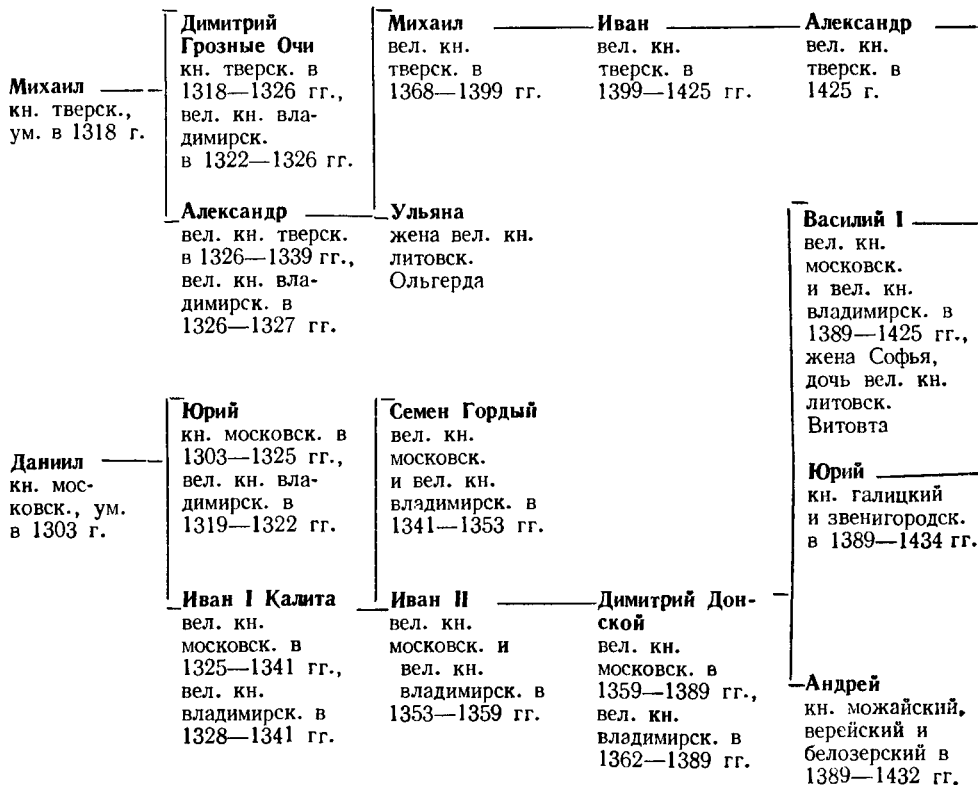 Михаил
кн. тверск.,
ум. в 1318 г.
Димитрий
Грозные Очи
кн. тверск. в
1318—1326 гг.,
вел. кн. вла-
димирск.
в 1322—1326 гг.
Александр
вел. кн. тверск.
в 1326—1339 гг.,
вел. кн. вла-
димирск. в
1326—1327 гг.
Михаил
вел. кн.
тверск. в
1368—1399 гг.
Ульяна
жена вел. кн.
литовск.
Ольгерда
Иван
вел. кн.
тверск. в
1399—1425 гг.
Александр
вел. кн.
тверск. в
1425 г.
Даниил
кн. мос-
ковск., ум.
в 1303 г.
Юрий
кн. московск. в
1303—1325 гг.,
вел. кн. вла-
димирск. в
1319—1322 гг.
Иван I Калита
вел. кн.
московск. в
1325—1341 гг.,
вел. кн.
владимирск. в
1328—1341 гг.
Семен Гордый
вел. кн.
московск.
и вел. кн.
владимирск. в
1341—1353 гг.
Иван II
вел. кн.
московск. и
вел. кн.
владимирск. в
1353—1359 гг.
Димитрий Дон-
ской
вел. кн.
московск. в
1359—1389 гг.,
вел. кн.
владимирск. в
1362—1389 гг.
Василий I
вел. кн.
московск.
и вел. кн.
владимирск. в
1389—1425 гг.,
жена Софья,
дочь вел. кн.
литовск.
Витовта
Юрий
кн. галицкий
и звенигородск.
в 1389—1434 гг.
Андрей
кн. можайский,
верейский и
белозерский в
1389—1432 гг.